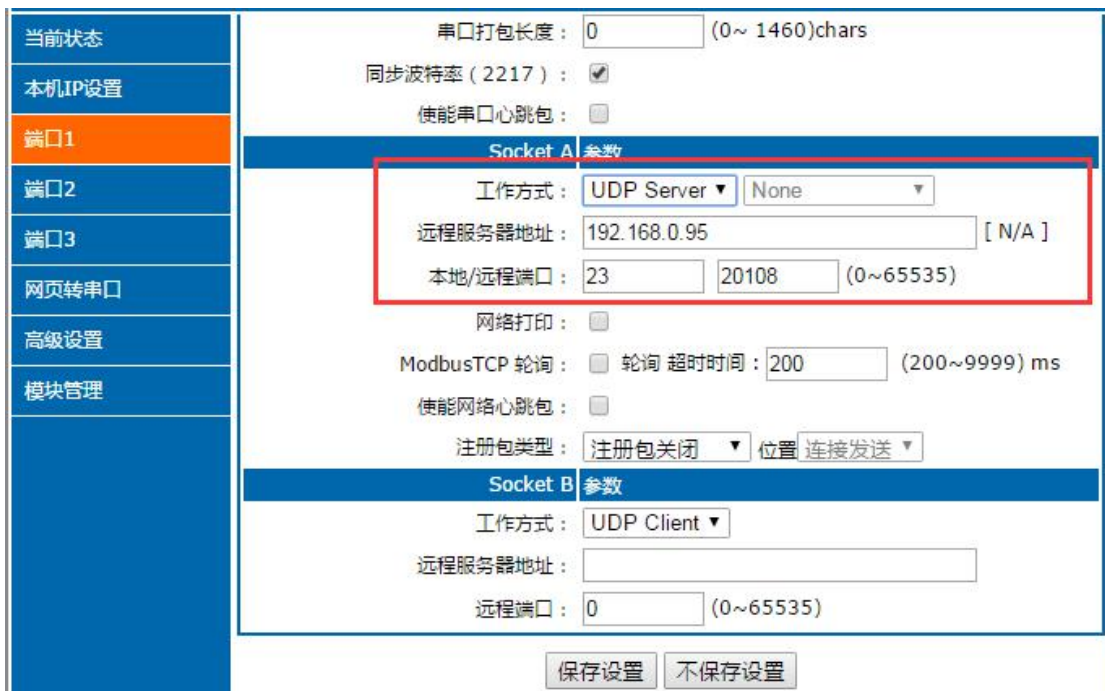 当前状态
本机IP设置
端口1
端口2
端口3
网页转串口
高级设置
模块管理
串口打包长度： 0 (0~ 1460)chars
同步波特率（2217）：
使能串口心跳包：
Socket A 参数
工作方式： UDP Server None
远程服务器地址： 192.168.0.95 [ N/A ]
本地/远程端口： 23 20108 (0~65535)
网络打印：
ModbusTCP 轮询： 轮询 超时时间：200 (200~9999) ms
使能网络心跳包：
注册包类型： 注册包关闭 位置 连接发送
Socket B 参数
工作方式： UDP Client
远程服务器地址：
远程端口： 0 (0~65535)
保存设置 不保存设置